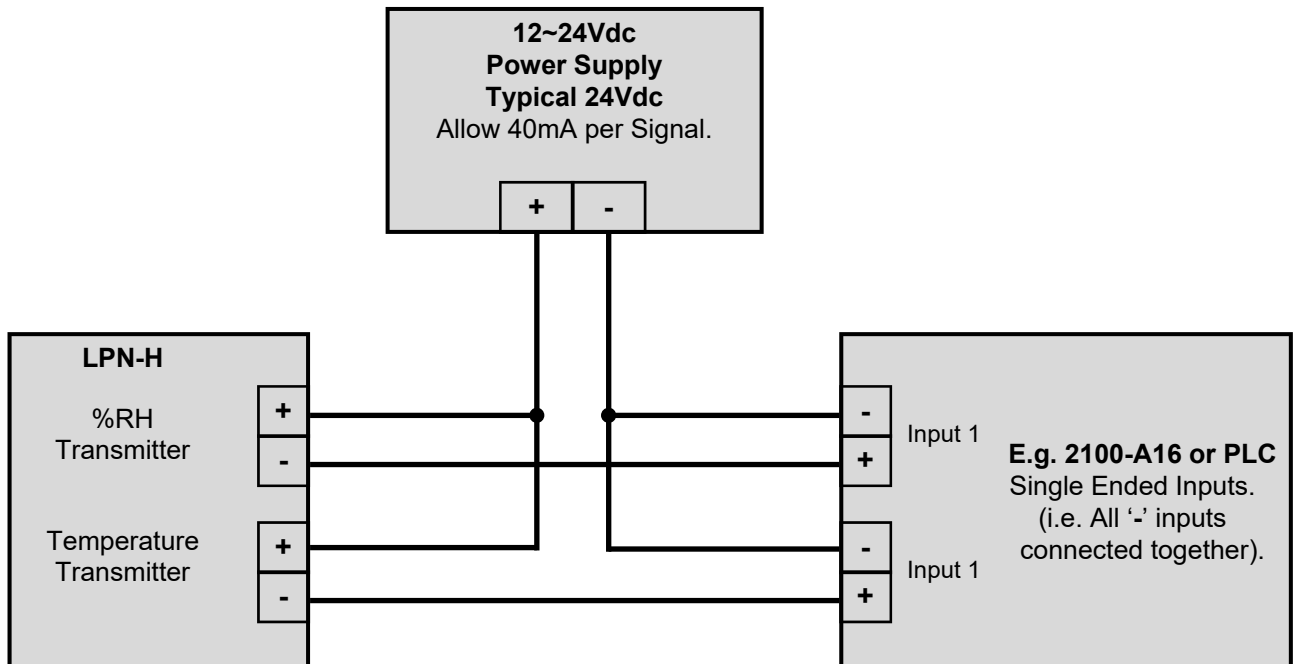 12~24Vdc
Power Supply
Typical 24Vdc
Allow 40mA per Signal.
+ -
LPN-H
%RH
Transmitter
+
-
Temperature
Transmitter
+
-
-
+
Input 1
-
+
Input 1
E.g. 2100-A16 or PLC
Single Ended Inputs.
(i.e. All ‘-’ inputs
connected together).